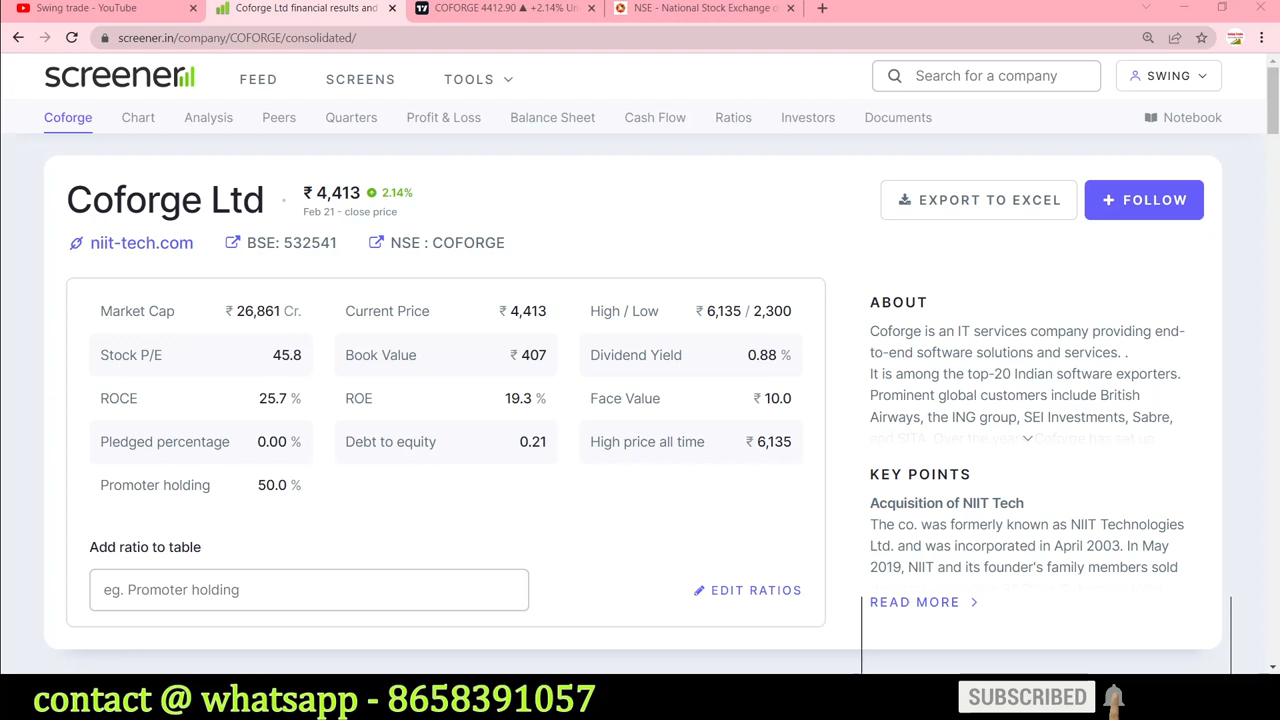 Swing trade - YouTube
Coforge Ltd financial results and
COFORGE 4412.90 ▲ +2.14% Un
NSE - National Stock Exchange o
screener.in/company/COFORGE/consolidated/
screener
FEED
SCREENS
TOOLS
Search for a company
SWING
Coforge
Chart
Analysis
Peers
Quarters
Profit & Loss
Balance Sheet
Cash Flow
Ratios
Investors
Documents
Notebook
Coforge Ltd
₹ 4,413 2.14%
Feb 21 - close price
EXPORT TO EXCEL
+ FOLLOW
niit-tech.com
BSE: 532541
NSE : COFORGE
Market Cap ₹ 26,861 Cr.
Current Price ₹ 4,413
High / Low ₹ 6,135 / 2,300
Stock P/E 45.8
Book Value ₹ 407
Dividend Yield 0.88 %
ROCE 25.7 %
ROE 19.3 %
Face Value ₹ 10.0
Pledged percentage 0.00 %
Debt to equity 0.21
High price all time ₹ 6,135
Promoter holding 50.0 %
Add ratio to table
eg. Promoter holding
EDIT RATIOS
ABOUT
Coforge is an IT services company providing end-
to-end software solutions and services. .
It is among the top-20 Indian software exporters.
Prominent global customers include British
Airways, the ING group, SEI Investments, Sabre,
and SITA. Over the years Coforge has set up
KEY POINTS
Acquisition of NIIT Tech
The co. was formerly known as NIIT Technologies
Ltd. and was incorporated in April 2003. In May
2019, NIIT and its founder's family members sold
READ MORE
contact @ whatsapp - 8658391057
SUBSCRIBED